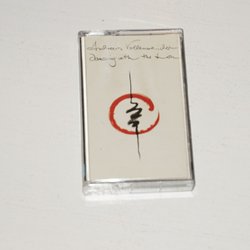 Andreas Vollenweider
Dancing with the Lion